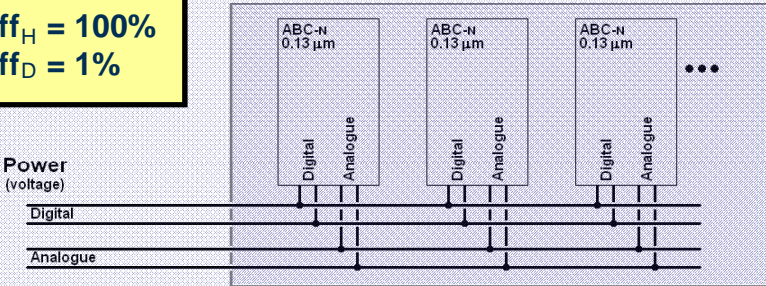 ff_H = 100%
ff_D = 1%
ABC-N
0.13 μm
Digital
Analogue
ABC-N
0.13 μm
Digital
Analogue
ABC-N
0.13 μm
Digital
Analogue
•••
Power
(voltage)
Digital
Analogue